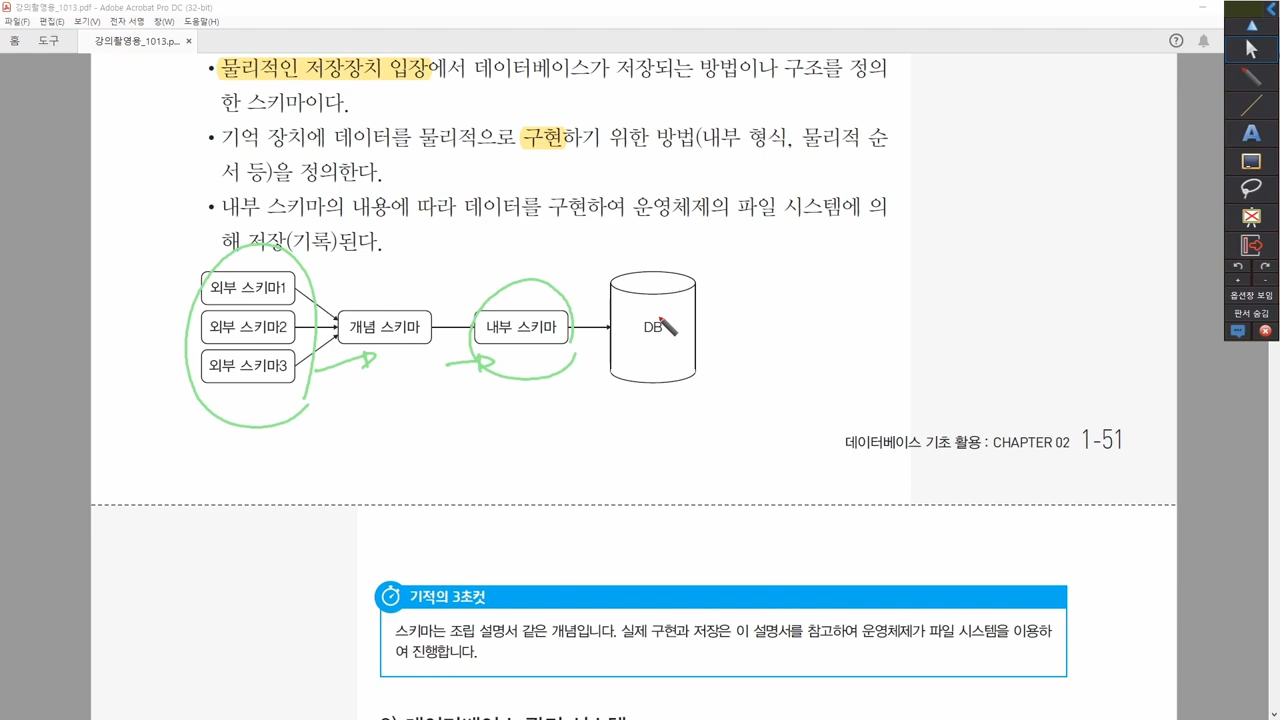 강의촬영용_1013.pdf - Adobe Acrobat Pro DC (32-bit)
파일(F) 편집(E) 보기(V) 전자 서명 창(W) 도움말(H)
홈 도구 강의촬영용_1013.p... ×
• 물리적인 저장장치 입장에서 데이터베이스가 저장되는 방법이나 구조를 정의
한 스키마이다.
• 기억 장치에 데이터를 물리적으로 구현하기 위한 방법(내부 형식, 물리적 순
서 등)을 정의한다.
• 내부 스키마의 내용에 따라 데이터를 구현하여 운영체제의 파일 시스템에 의
해 저장(기록)된다.
외부 스키마1
외부 스키마2 개념 스키마 내부 스키마 DB
외부 스키마3
데이터베이스 기초 활용 : CHAPTER 02 1-51
기적의 3초컷
스키마는 조립 설명서 같은 개념입니다. 실제 구현과 저장은 이 설명서를 참고하여 운영체제가 파일 시스템을 이용하
여 진행합니다.
옵션창 보임
판서 숨김